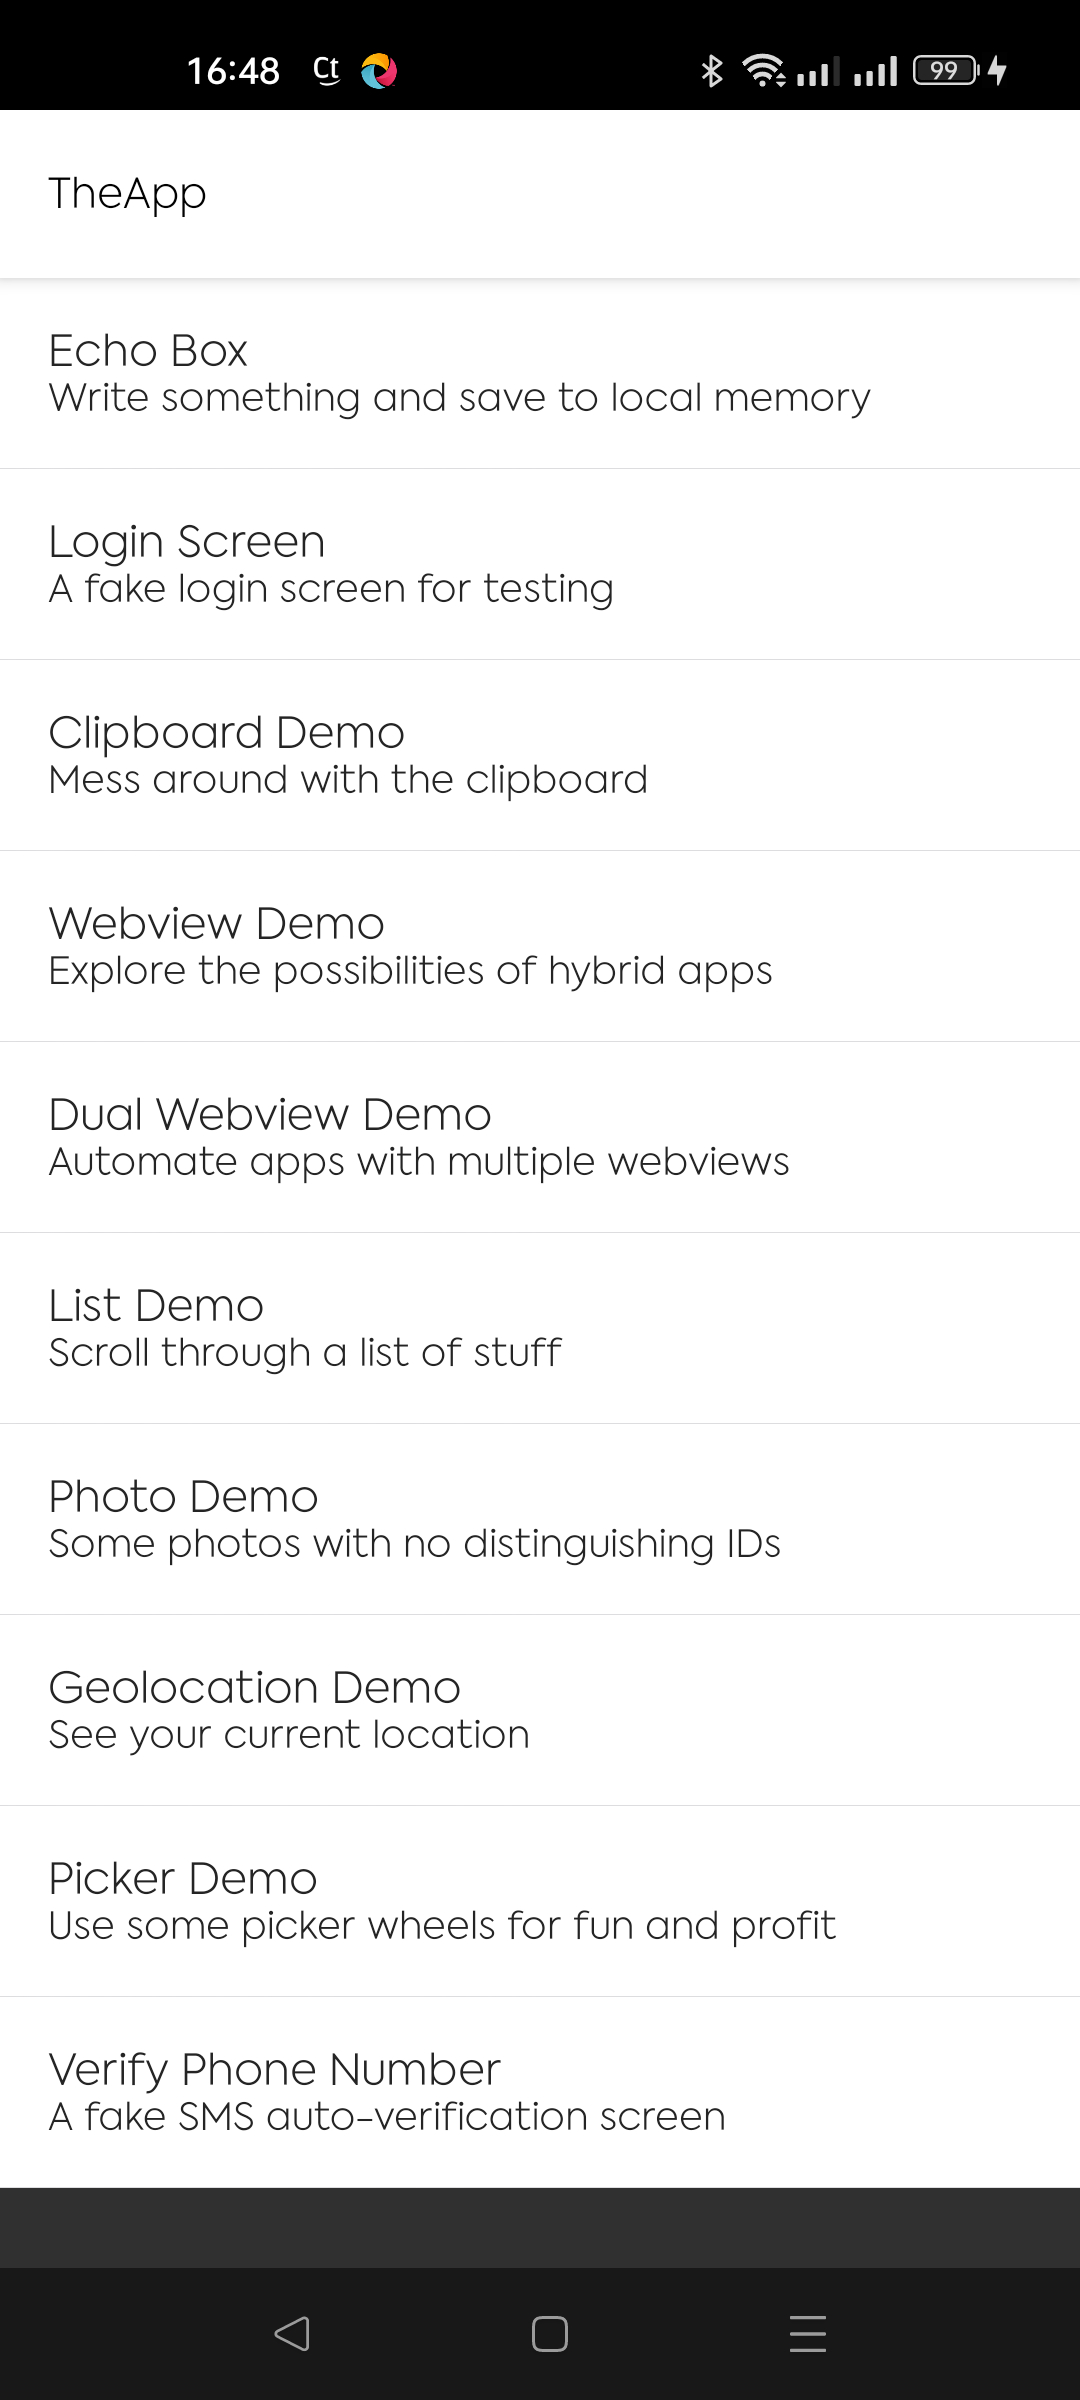 16:48 Ct 99
TheApp
Echo Box
Write something and save to local memory
Login Screen
A fake login screen for testing
Clipboard Demo
Mess around with the clipboard
Webview Demo
Explore the possibilities of hybrid apps
Dual Webview Demo
Automate apps with multiple webviews
List Demo
Scroll through a list of stuff
Photo Demo
Some photos with no distinguishing IDs
Geolocation Demo
See your current location
Picker Demo
Use some picker wheels for fun and profit
Verify Phone Number
A fake SMS auto-verification screen